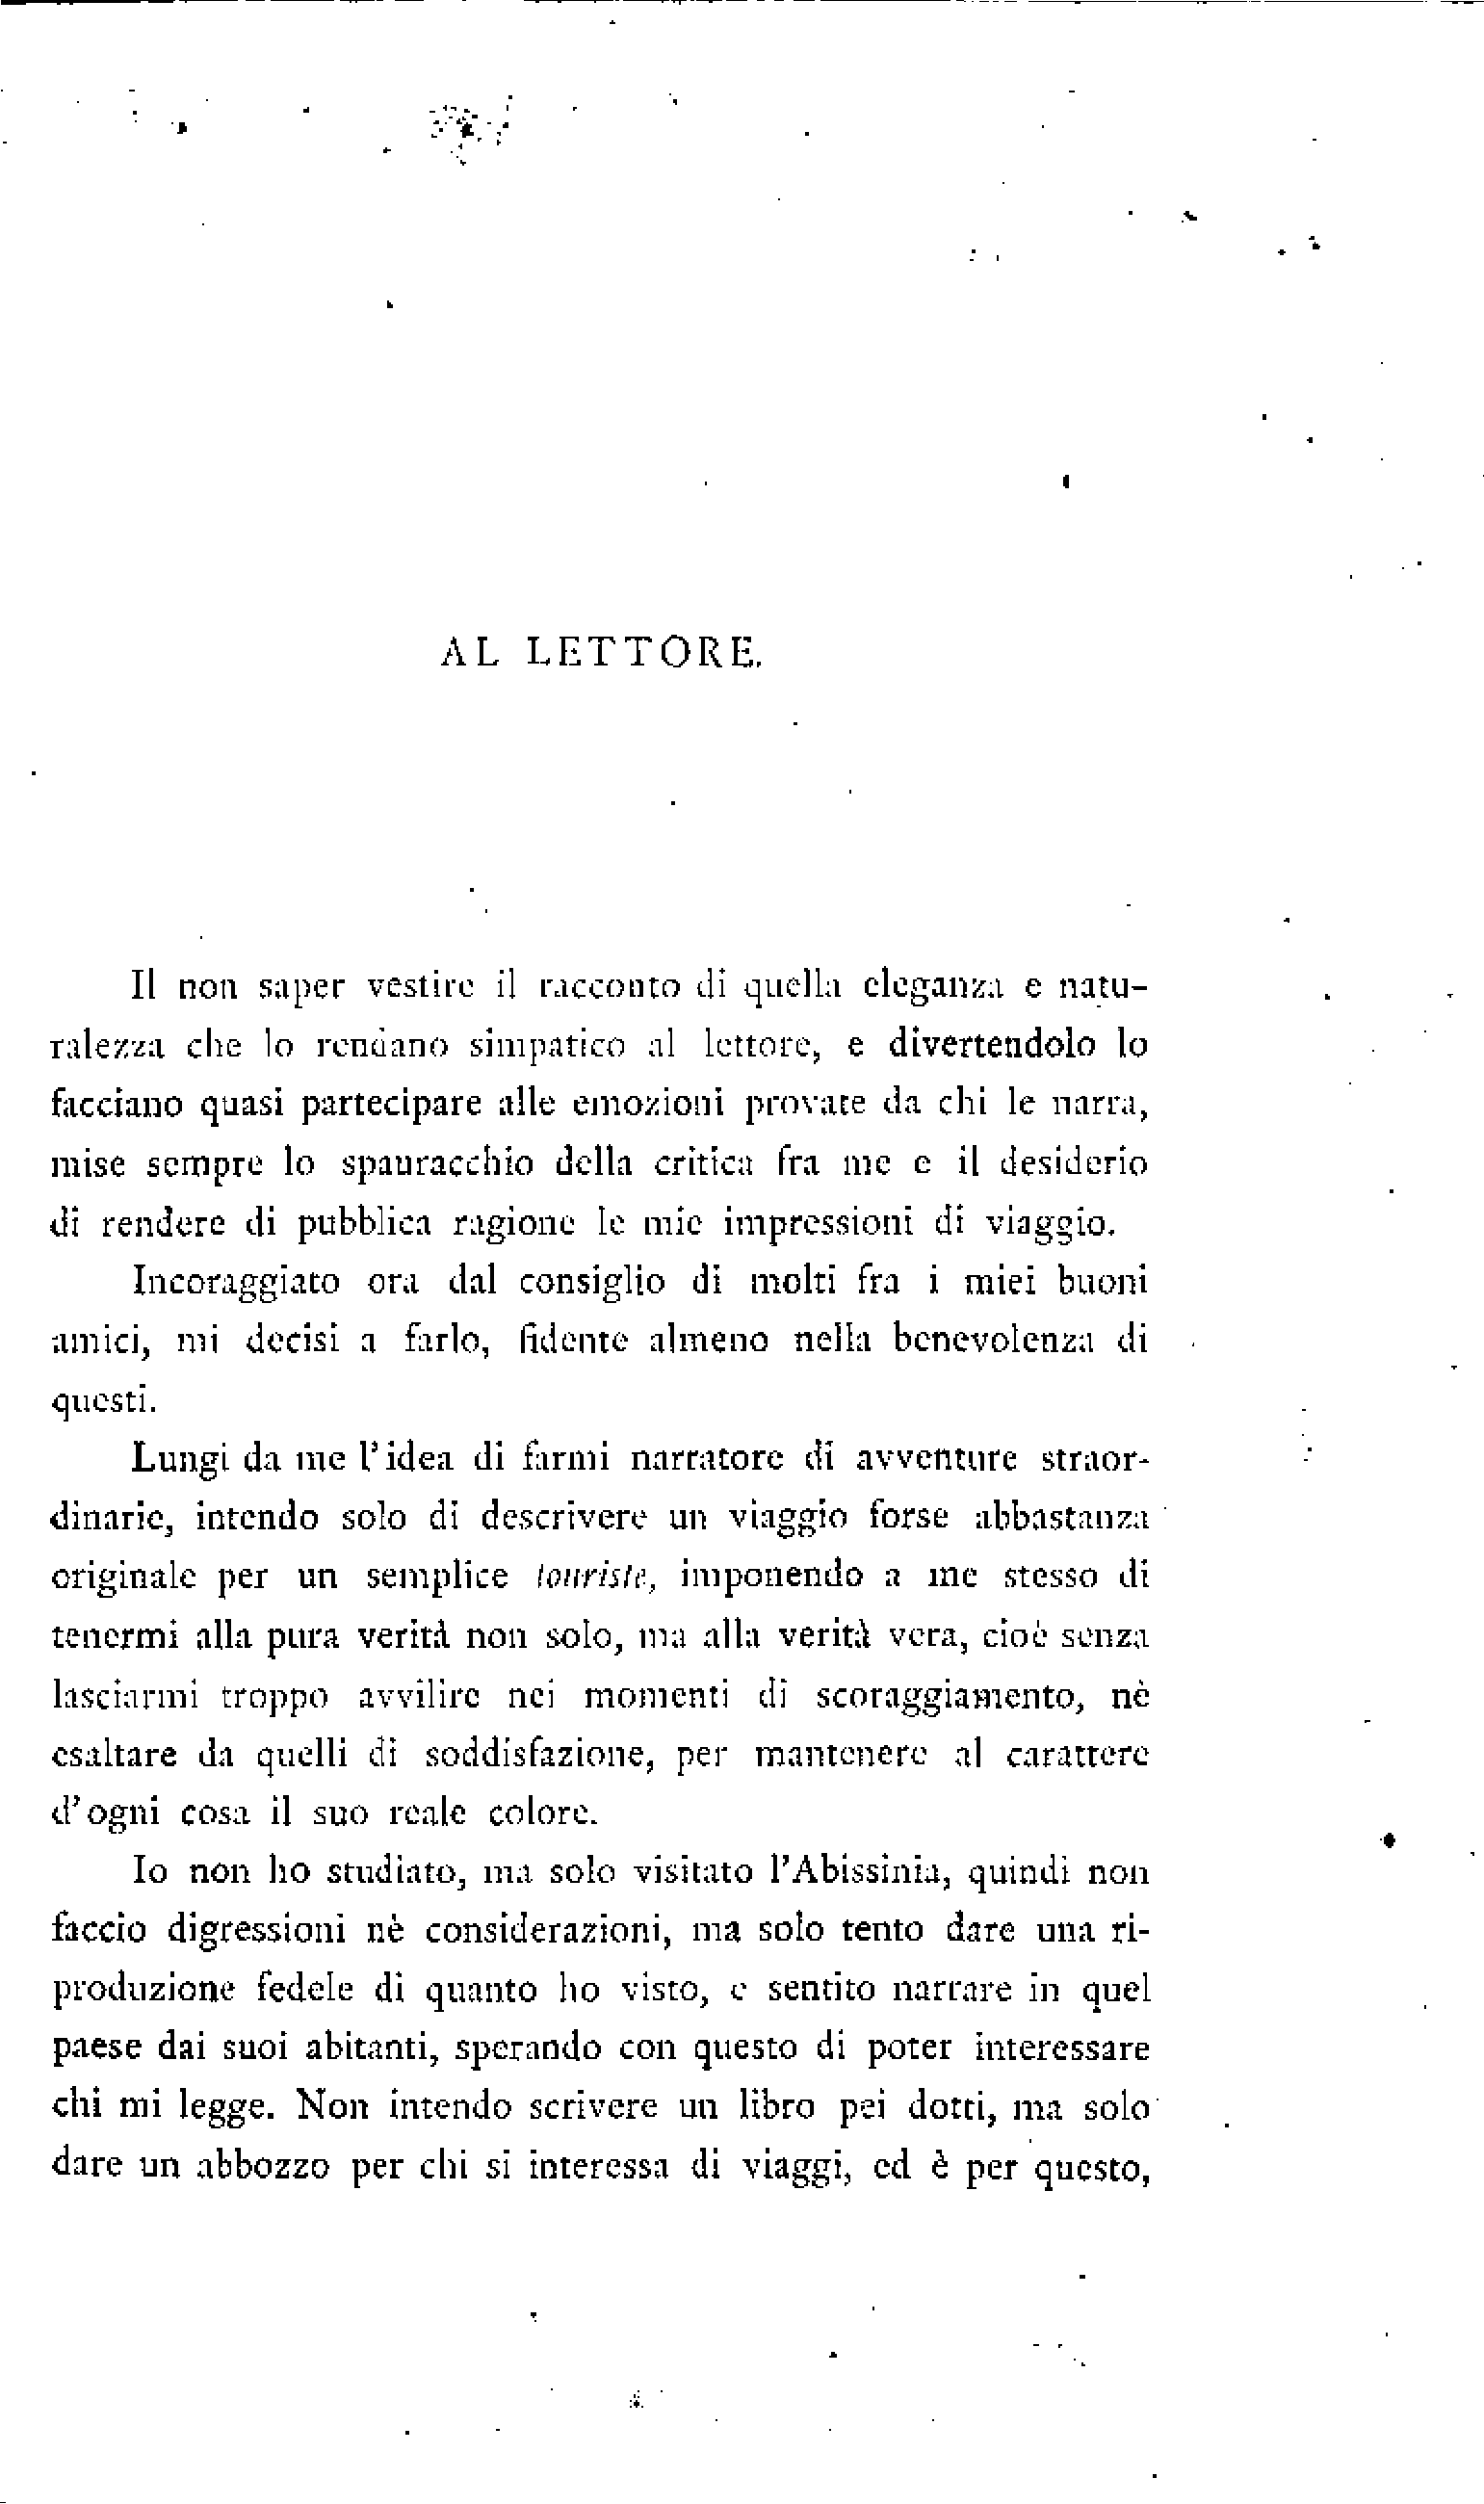 AL LETTORE.
Il non saper vestire il racconto di quella eleganza e natu-
ralezza che lo rendano simpatico al lettore, e divertendolo lo
facciano quasi partecipare alle emozioni provate da chi le narra,
mise sempre lo spauracchio della critica fra me e il desiderio
di rendere di pubblica ragione le mie impressioni di viaggio.
Incoraggiato ora dal consiglio di molti fra i miei buoni
amici, mi decisi a farlo, fidente almeno nella benevolenza di
questi.
Lungi da me l'idea di farmi narratore di avventure straor-
dinarie, intendo solo di descrivere un viaggio forse abbastanza
originale per un semplice touriste, imponendo a me stesso di
tenermi alla pura verità non solo, ma alla verità vera, cioè senza
lasciarmi troppo avvilire nei momenti di scoraggiamento, nè
esaltare da quelli di soddisfazione, per mantenere al carattere
d'ogni cosa il suo reale colore.
Io non ho studiato, ma solo visitato l'Abissinia, quindi non
faccio digressioni nè considerazioni, ma solo tento dare una ri-
produzione fedele di quanto ho visto, e sentito narrare in quel
paese dai suoi abitanti, sperando con questo di poter interessare
chi mi legge. Non intendo scrivere un libro pei dotti, ma solo
dare un abbozzo per chi si interessa di viaggi, ed è per questo,